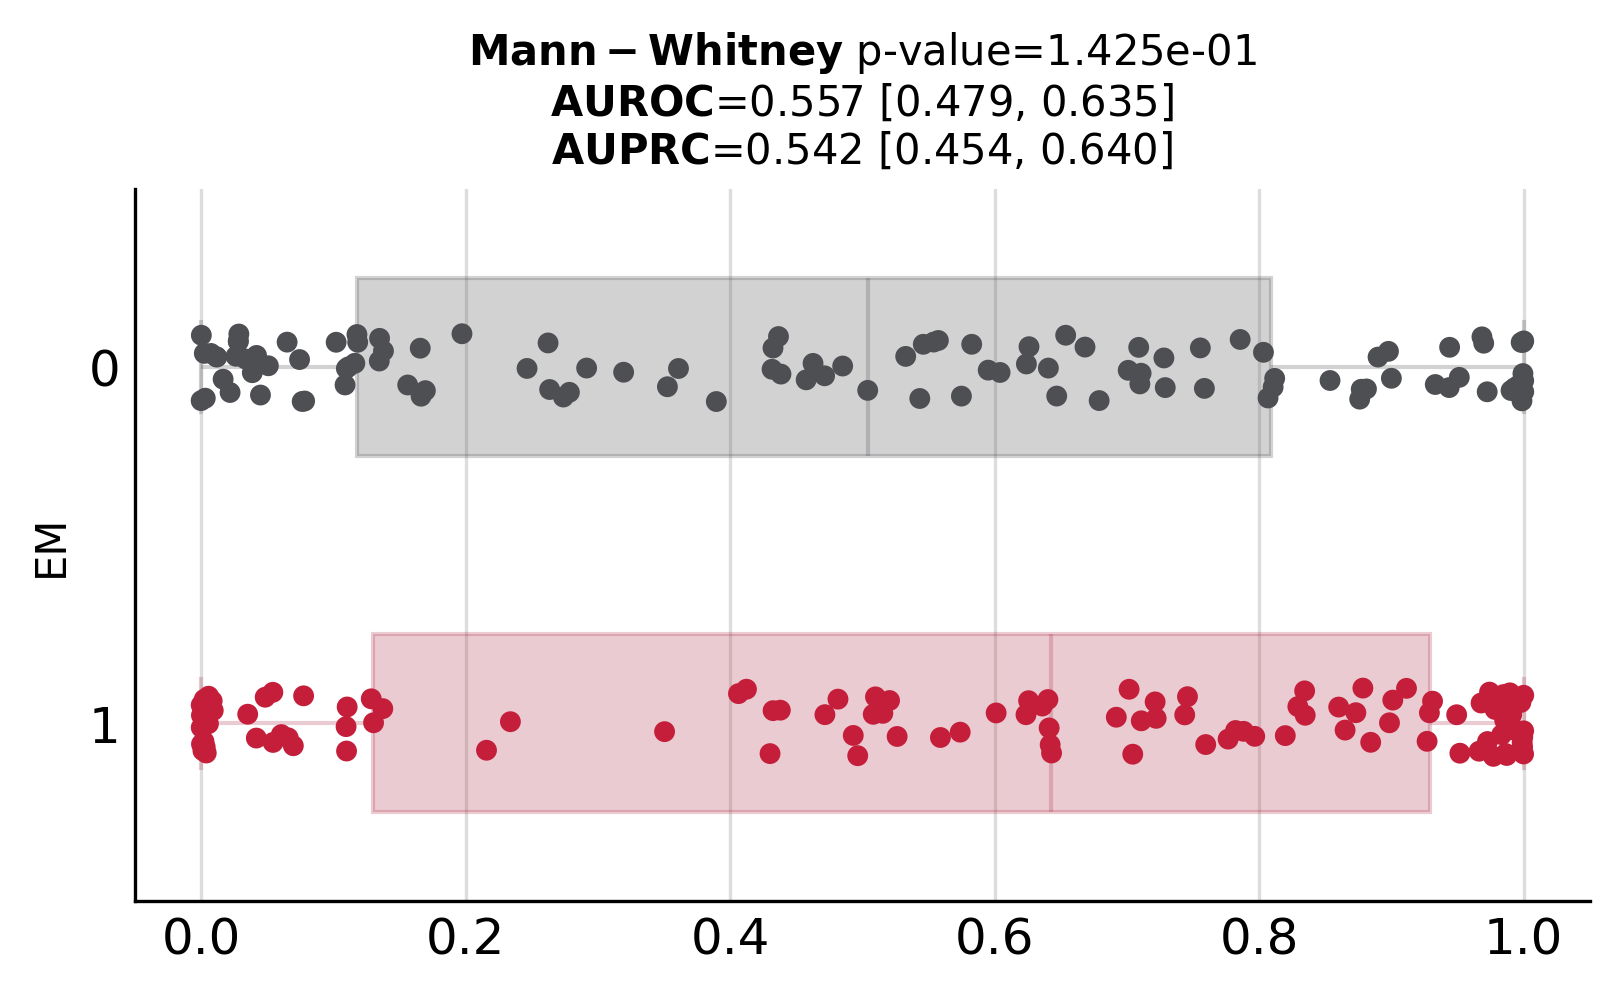 Mann − Whitney p-value=1.425e-01
AUROC=0.557 [0.479, 0.635]
AUPRC=0.542 [0.454, 0.640]
0
EM
1
0.0 0.2 0.4 0.6 0.8 1.0